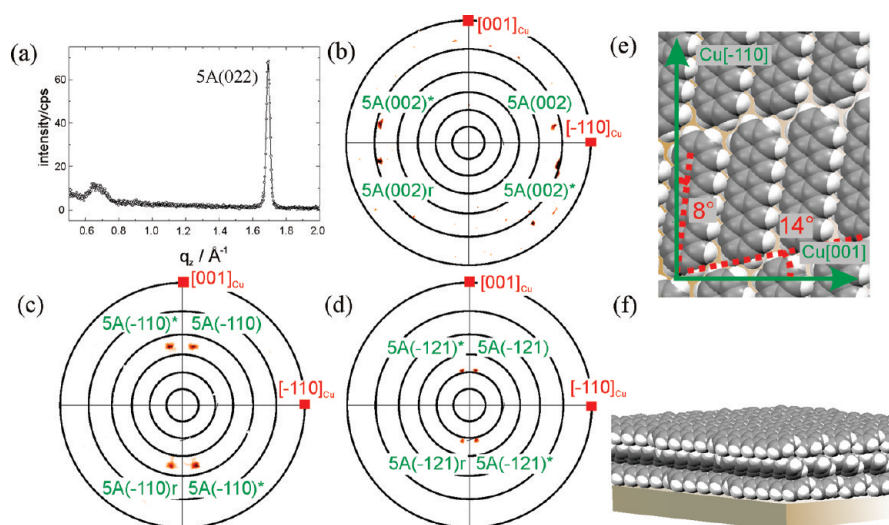 (a)
intensity/cps
60
40
20
0
5A(022)
0.6 0.8 1.0 1.2 1.4 1.6 1.8 2.0
q_z / Å⁻¹
(b)
[001]Cu
5A(002)* 5A(002)
[-110]Cu
5A(002)r 5A(002)*
(c)
[001]Cu
5A(-110)* 5A(-110)
[-110]Cu
5A(-110)r 5A(-110)*
(d)
[001]Cu
5A(-121)* 5A(-121)
[-110]Cu
5A(-121)r 5A(-121)*
(e)
Cu[-110]
8°
14°
Cu[001]
(f)